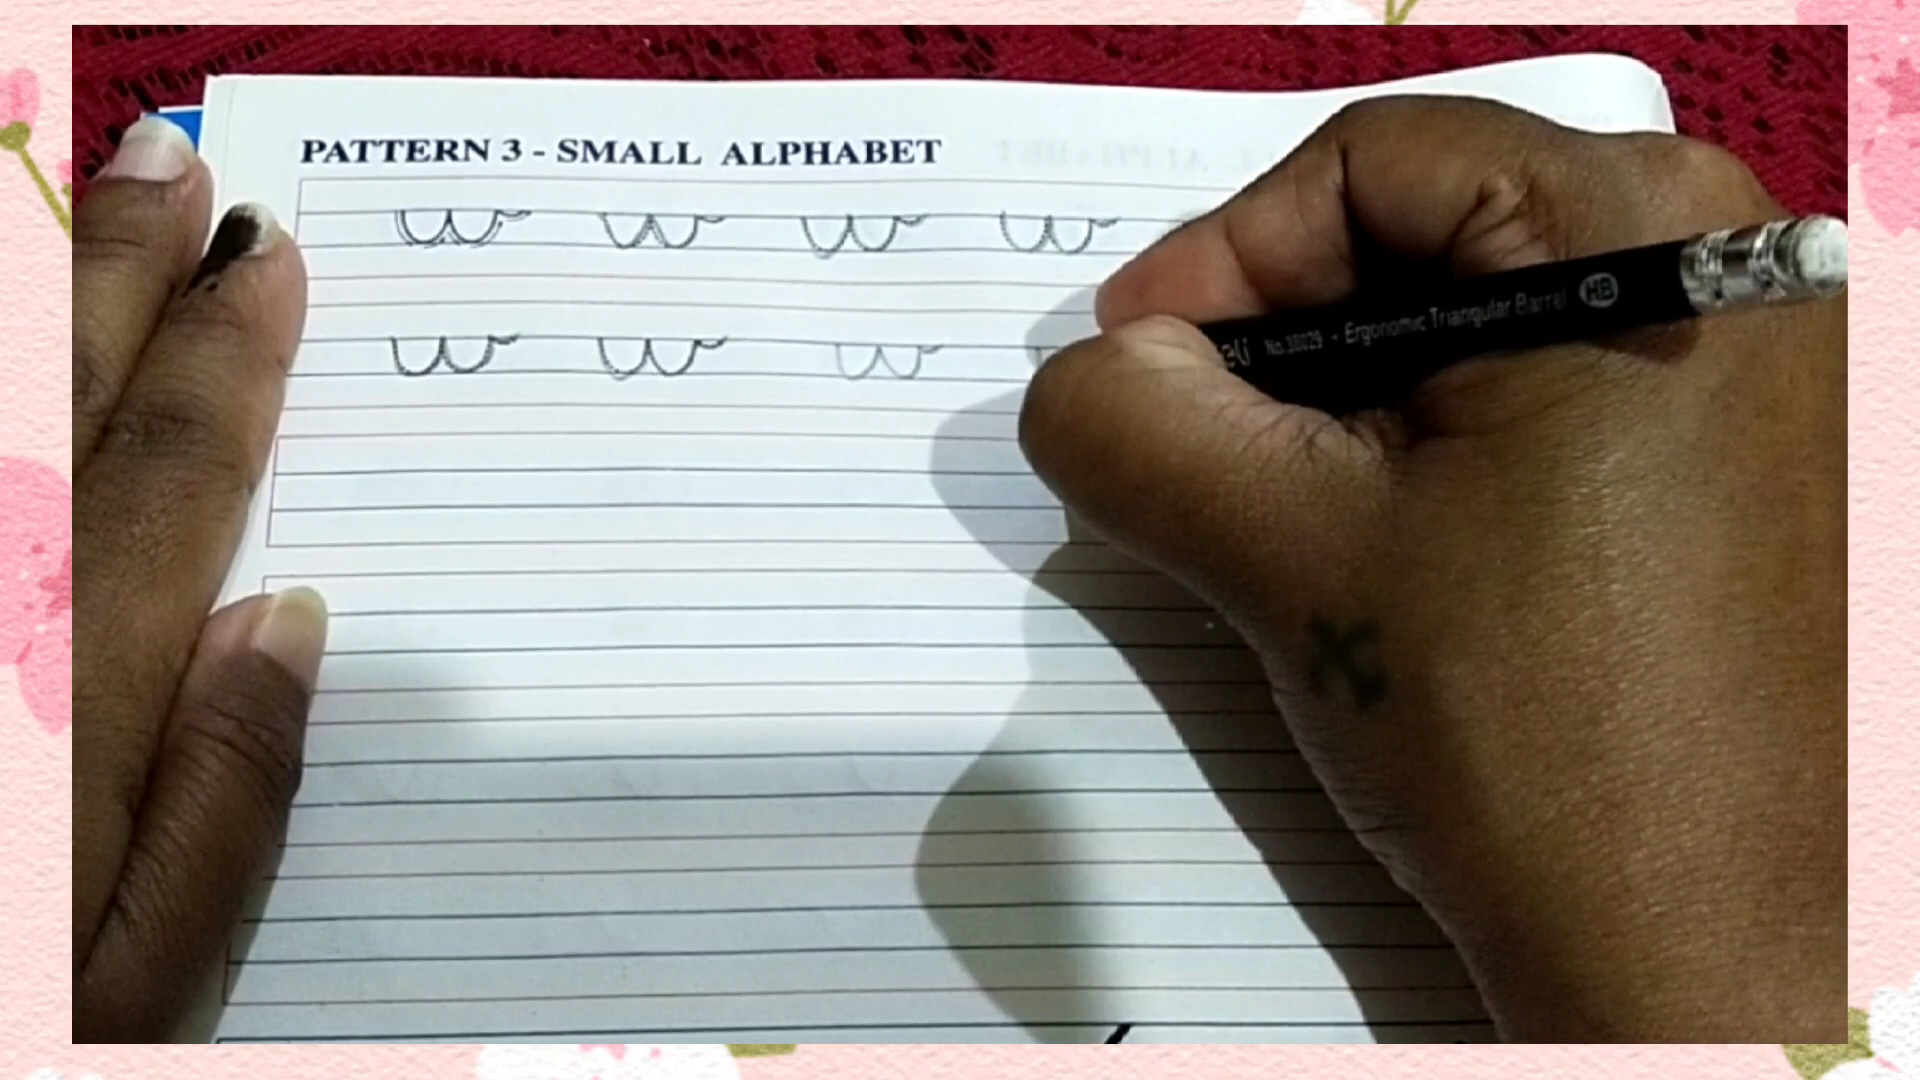 PATTERN 3 - SMALL ALPHABET
w w w w
w w w
No.30029 - Ergonomic Triangular Barrel HB